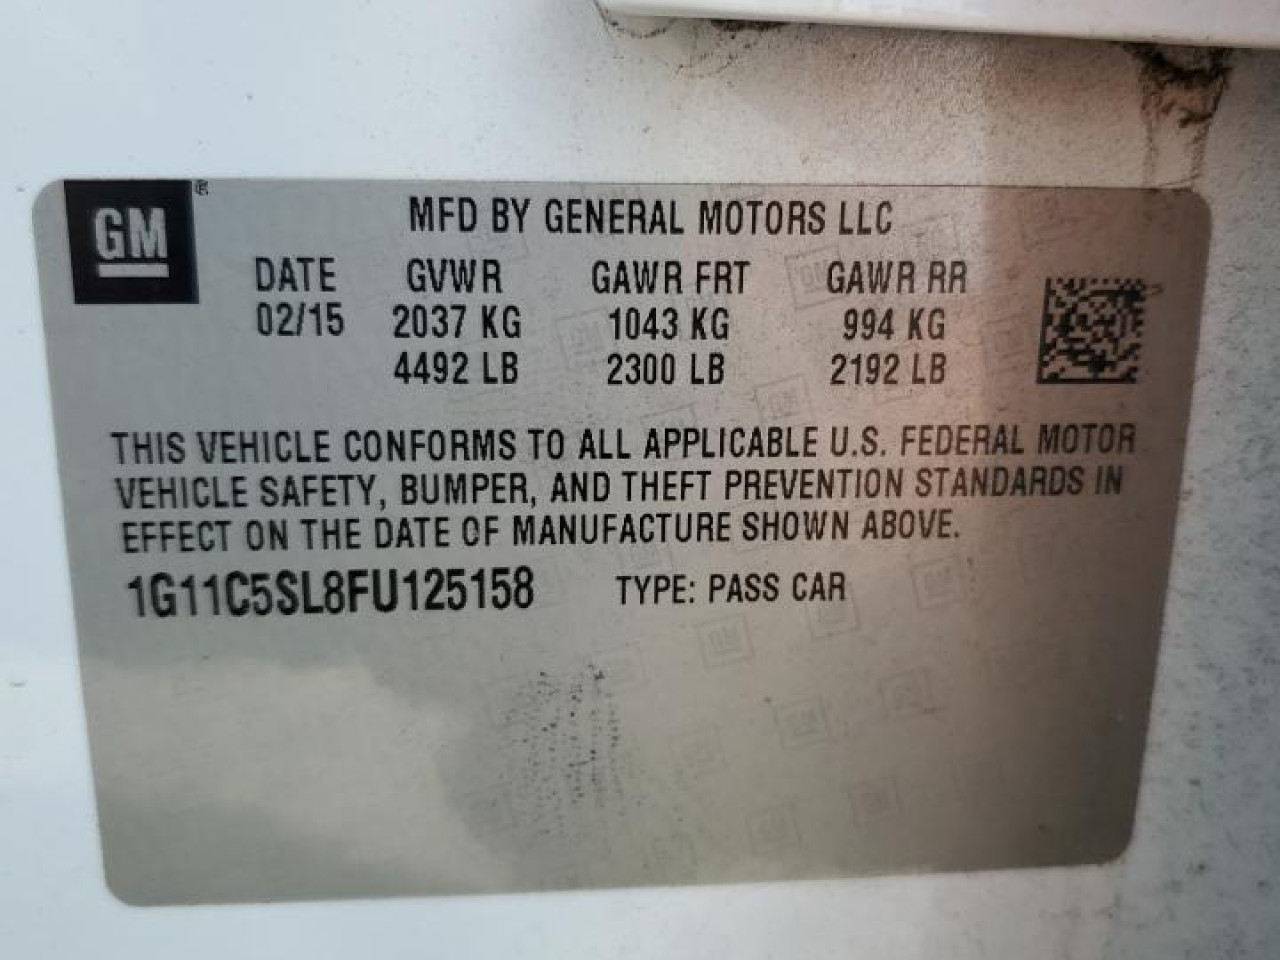 GM ®
MFD BY GENERAL MOTORS LLC
DATE GVWR GAWR FRT GAWR RR
02/15 2037 KG 1043 KG 994 KG
4492 LB 2300 LB 2192 LB
THIS VEHICLE CONFORMS TO ALL APPLICABLE U.S. FEDERAL MOTOR
VEHICLE SAFETY, BUMPER, AND THEFT PREVENTION STANDARDS IN
EFFECT ON THE DATE OF MANUFACTURE SHOWN ABOVE.
1G11C5SL8FU125158 TYPE: PASS CAR